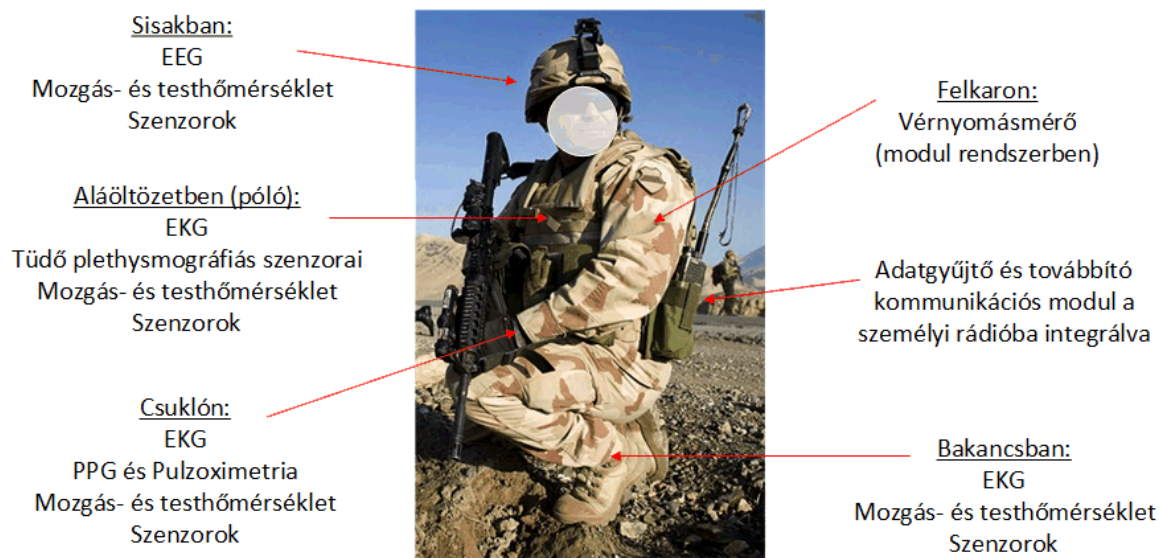 Sisakban:
EEG
Mozgás- és testhőmérséklet
Szenzorok
Aláöltözetben (póló):
EKG
Tüdő plethysmográfiás szenzorai
Mozgás- és testhőmérséklet
Szenzorok
Csuklón:
EKG
PPG és Pulzoximetria
Mozgás- és testhőmérséklet
Szenzorok
Felkaron:
Vérnyomásmérő
(modul rendszerben)
Adatgyűjtő és továbbító
kommunikációs modul a
személyi rádióba integrálva
Bakancsban:
EKG
Mozgás- és testhőmérséklet
Szenzorok